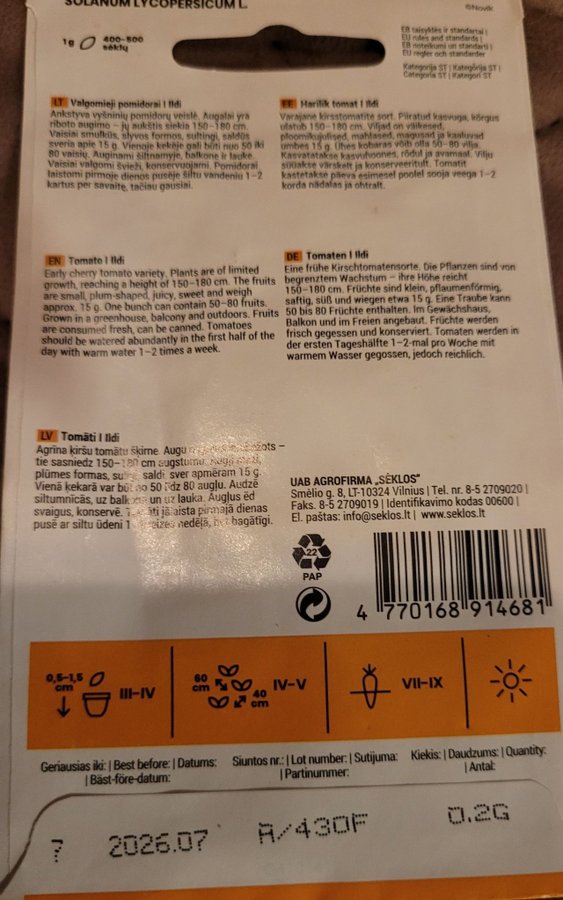 SOLANUM LYCOPERSICUM L.
©Novik
1g 400-500
sėklų
EB taisyklės ir standartai |
EU rules and standards |
EB noteikumi un standarti |
EU regler och standards
Kategorija ST | Kategõrija ST |
Categoria ST | Kategori ST
LT Valgomieji pomidorai I Ildi
Ankstyva vyšninių pomidorų veislė. Augalai yra
riboto augimo – jų aukštis siekia 150–180 cm.
Vaisiai smulkūs, slyvos formos, sultingi, saldūs
sveria apie 15 g. Vienoje kekėje gali būti nuo 50 iki
80 vaisių. Auginami šiltnamyje, balkone ir lauke.
Vaisiai valgomi švieži, konservuojami. Pomidorai
laistomi pirmoje dienos pusėje šiltu vandeniu 1–2
kartus per savaitę, tačiau gausiai.
EE Harilik tomat I Ildi
Varajane kirsstomatite sort. Piiratud kasvuga, kõrgus
ulatub 150–180 cm. Viljad on väikesed,
ploomikujulised, mahlased, magusad ja kaaluvad
umbes 15 g. Ühes kobaras võib olla 50–80 vilja.
Kasvatatakse kasvuhoones, rõdul ja avamaal. Vilju
süüakse värskelt ja konserveeritult. Tomatit
kastetakse päeva esimesel poolel sooja veega 1–2
korda nädalas ja ohtralt.
EN Tomato I Ildi
Early cherry tomato variety. Plants are of limited
growth, reaching a height of 150-180 cm. The fruits
are small, plum-shaped, juicy, sweet and weigh
approx. 15 g. One bunch can contain 50–80 fruits.
Grown in a greenhouse, balcony and outdoors. Fruits
are consumed fresh, can be canned. Tomatoes
should be watered abundantly in the first half of the
day with warm water 1–2 times a week.
DE Tomaten I Ildi
Eine frühe Kirschtomatensorte. Die Pflanzen sind von
begrenztem Wachstum – ihre Höhe reicht
150–180 cm. Früchte sind klein, pflaumenförmig,
saftig, süß und wiegen etwa 15 g. Eine Traube kann
50 bis 80 Früchte enthalten. Im Gewächshaus,
Balkon und im Freien angebaut. Früchte werden
frisch gegessen und konserviert. Tomaten werden in
der ersten Tageshälfte 1–2-mal pro Woche mit
warmem Wasser gegossen, jedoch reichlich.
LV Tomāti I Ildi
Agrīna ķiršu tomātu šķirne. Augu –
tie sasniedz 150–180 cm augstumu.
plūmes formas, saldi, sver apmēram 15 g.
Vienā ķekarā var būt no 50 līdz 80 augļu. Audzē
siltumnīcās, uz balkona un uz lauka. Augļus ēd
svaigus, konservē. Tomāti jālaista pirmajā dienas
pusē ar siltu ūdeni reizes nedēļā, bet bagātīgi.
UAB AGROFIRMA „SĖKLOS"
Smėlio g. 8, LT-10324 Vilnius | Tel. nr. 8-5 2709020 |
Faks. 8-5 2709019 | Identifikavimo kodas 00600 |
El. paštas: info@seklos.lt | www.seklos.lt
22
PAP
4 770168 914681
0,5–1,5
cm
III–IV
60
cm
40
cm
IV–V
VII–IX
Geriausias iki: | Best before: | Datums:
| Bäst-före-datum:
Siuntos nr.: | Lot number: | Sutijuma:
| Partinummer:
Kiekis: | Daudzums: | Quantity:
| Antal:
7 2026.07 A/430F 0.2G